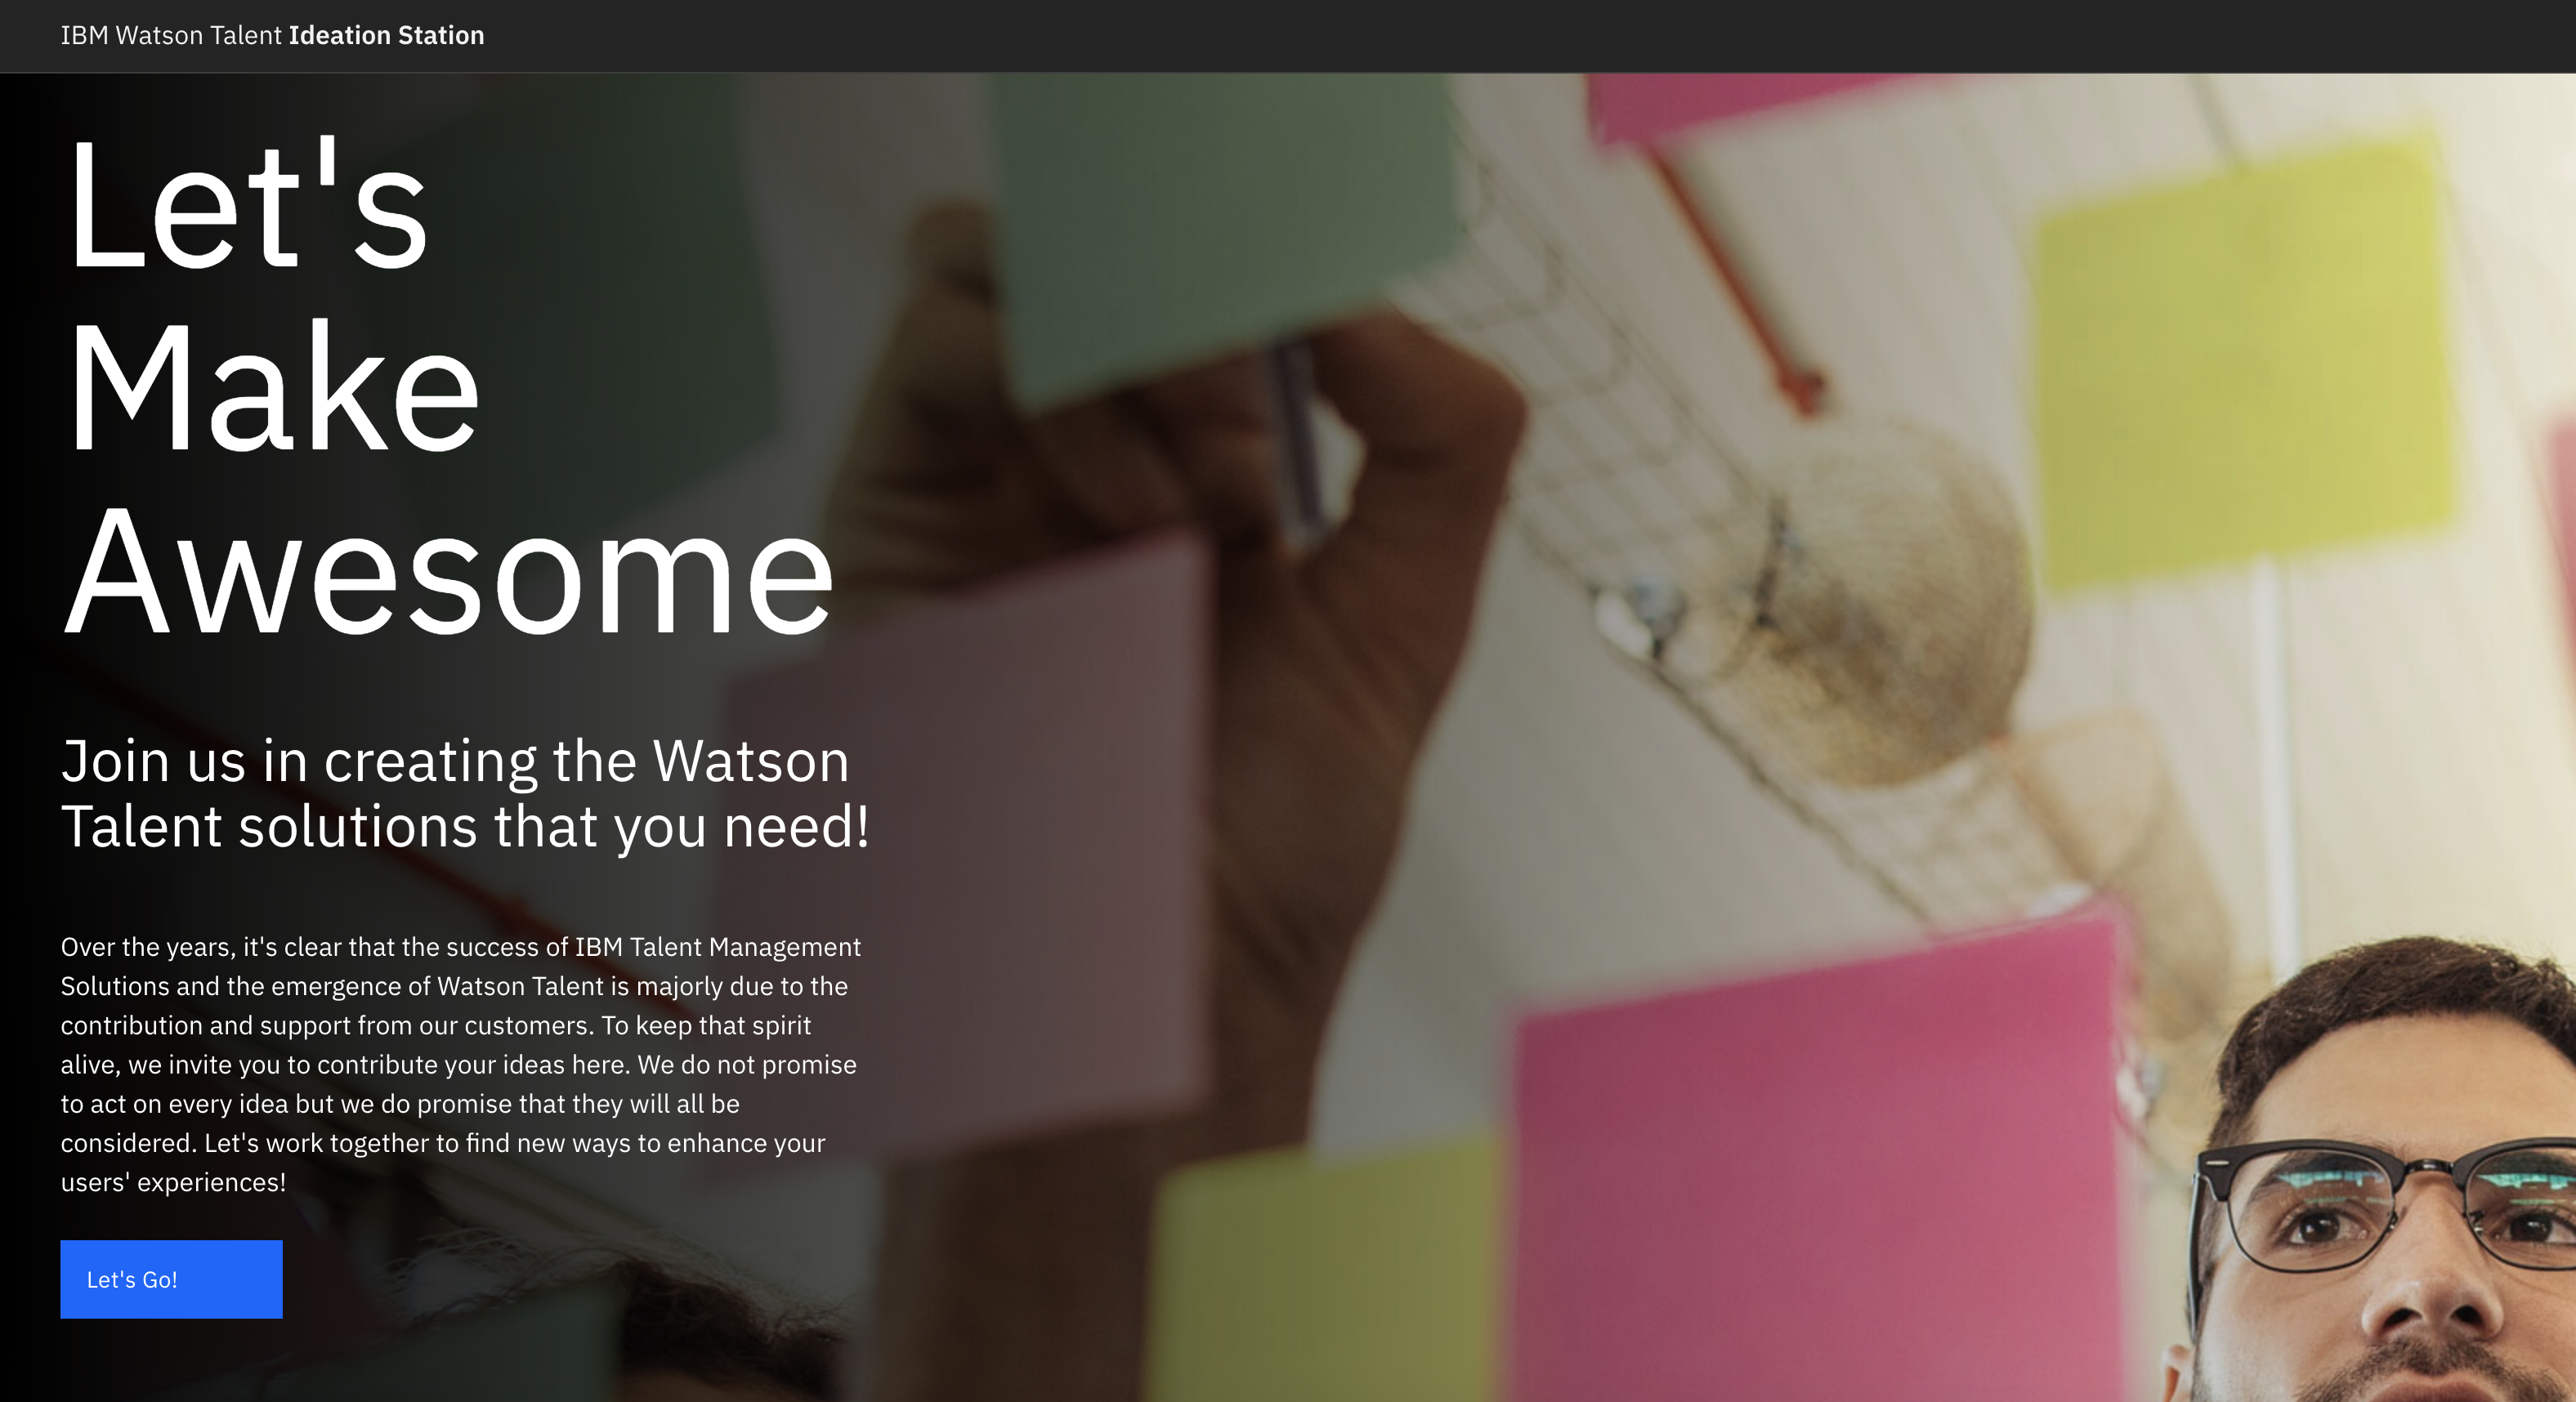 IBM Watson Talent Ideation Station
Let's
Make
Awesome
Join us in creating the Watson
Talent solutions that you need!
Over the years, it's clear that the success of IBM Talent Management
Solutions and the emergence of Watson Talent is majorly due to the
contribution and support from our customers. To keep that spirit
alive, we invite you to contribute your ideas here. We do not promise
to act on every idea but we do promise that they will all be
considered. Let's work together to find new ways to enhance your
users' experiences!
Let's Go!